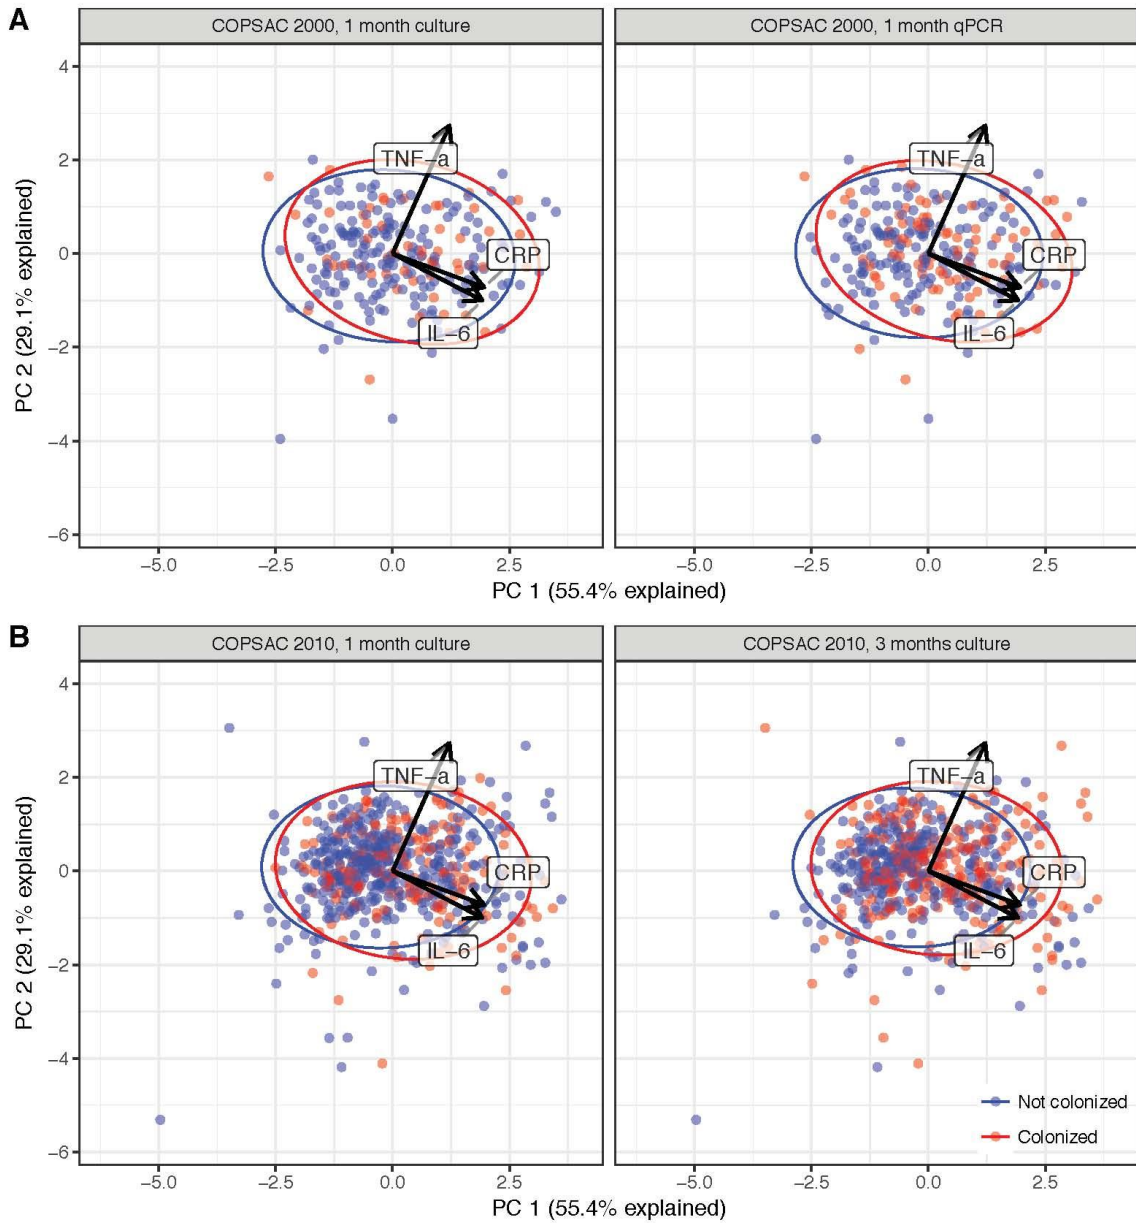 A
COPSAC 2000, 1 month culture
COPSAC 2000, 1 month qPCR
PC 2 (29.1% explained)
4
2
0
−2
−4
−6
TNF−a
CRP
IL−6
TNF−a
CRP
IL−6
−5.0 −2.5 0.0 2.5
−5.0 −2.5 0.0 2.5
PC 1 (55.4% explained)
B
COPSAC 2010, 1 month culture
COPSAC 2010, 3 months culture
PC 2 (29.1% explained)
4
2
0
−2
−4
−6
TNF−a
CRP
IL−6
TNF−a
CRP
IL−6
Not colonized
Colonized
−5.0 −2.5 0.0 2.5
−5.0 −2.5 0.0 2.5
PC 1 (55.4% explained)